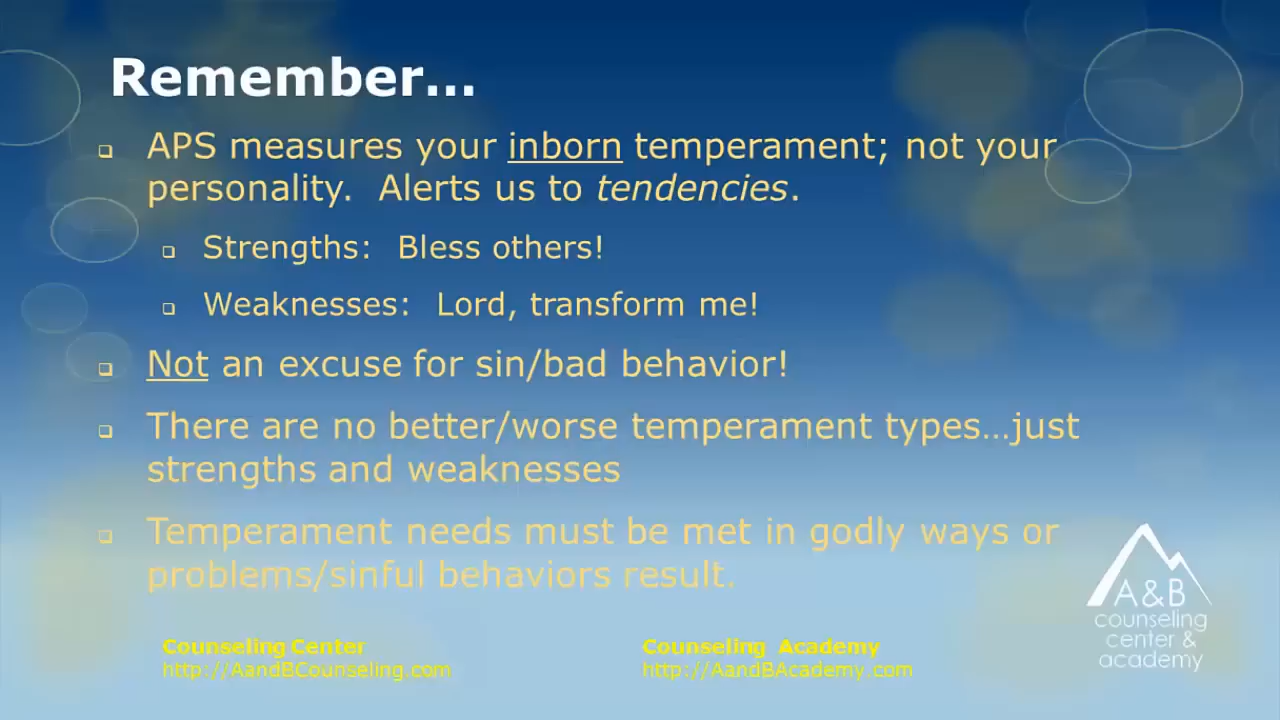 Remember…
APS measures your inborn temperament; not your
personality.  Alerts us to tendencies.
Strengths:  Bless others!
Weaknesses:  Lord, transform me!
Not an excuse for sin/bad behavior!
There are no better/worse temperament types…just
strengths and weaknesses
Temperament needs must be met in godly ways or
problems/sinful behaviors result.
A&B
counseling
center &
academy
Counseling Center
http://AandBCounseling.com
Counseling  Academy
http://AandBAcademy.com